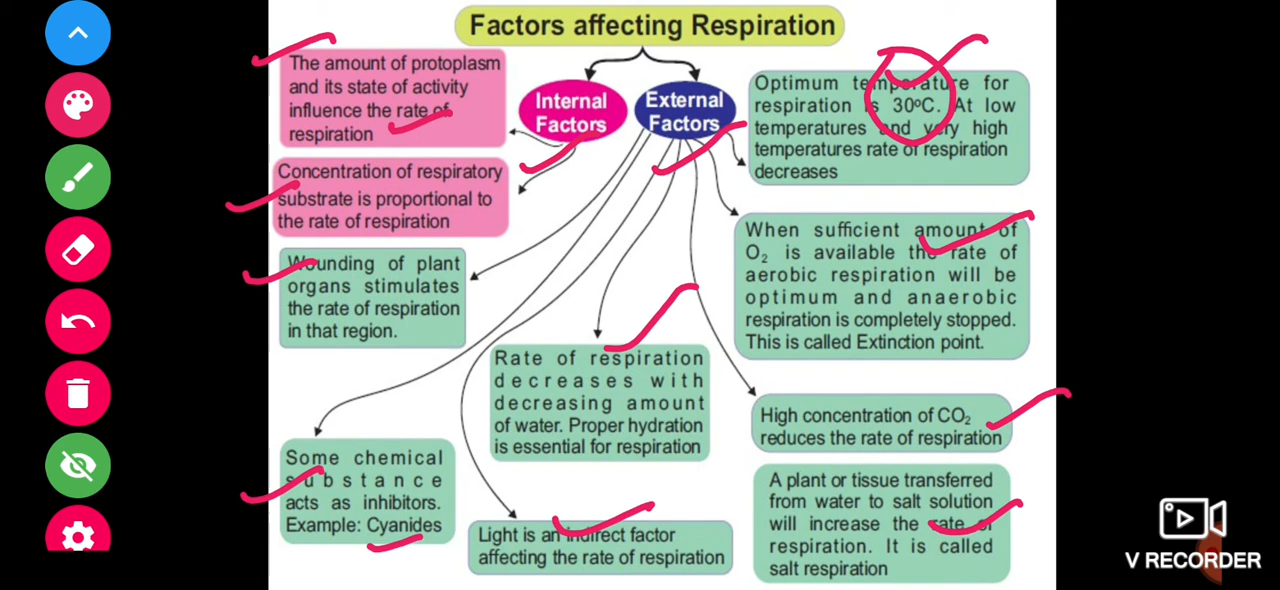 Factors affecting Respiration
The amount of protoplasm
and its state of activity
influence the rate of
respiration
Internal
Factors
External
Factors
Optimum temperature for
respiration is 30ºC. At low
temperatures and very high
temperatures rate of respiration
decreases
Concentration of respiratory
substrate is proportional to
the rate of respiration
When sufficient amount of
O₂ is available the rate of
aerobic respiration will be
optimum and anaerobic
respiration is completely stopped.
This is called Extinction point.
Wounding of plant
organs stimulates
the rate of respiration
in that region.
Rate of respiration
decreases with
decreasing amount
of water. Proper hydration
is essential for respiration
High concentration of CO₂
reduces the rate of respiration
Some chemical
substance
acts as inhibitors.
Example: Cyanides
Light is an indirect factor
affecting the rate of respiration
A plant or tissue transferred
from water to salt solution
will increase the rate of
respiration. It is called
salt respiration
V RECORDER